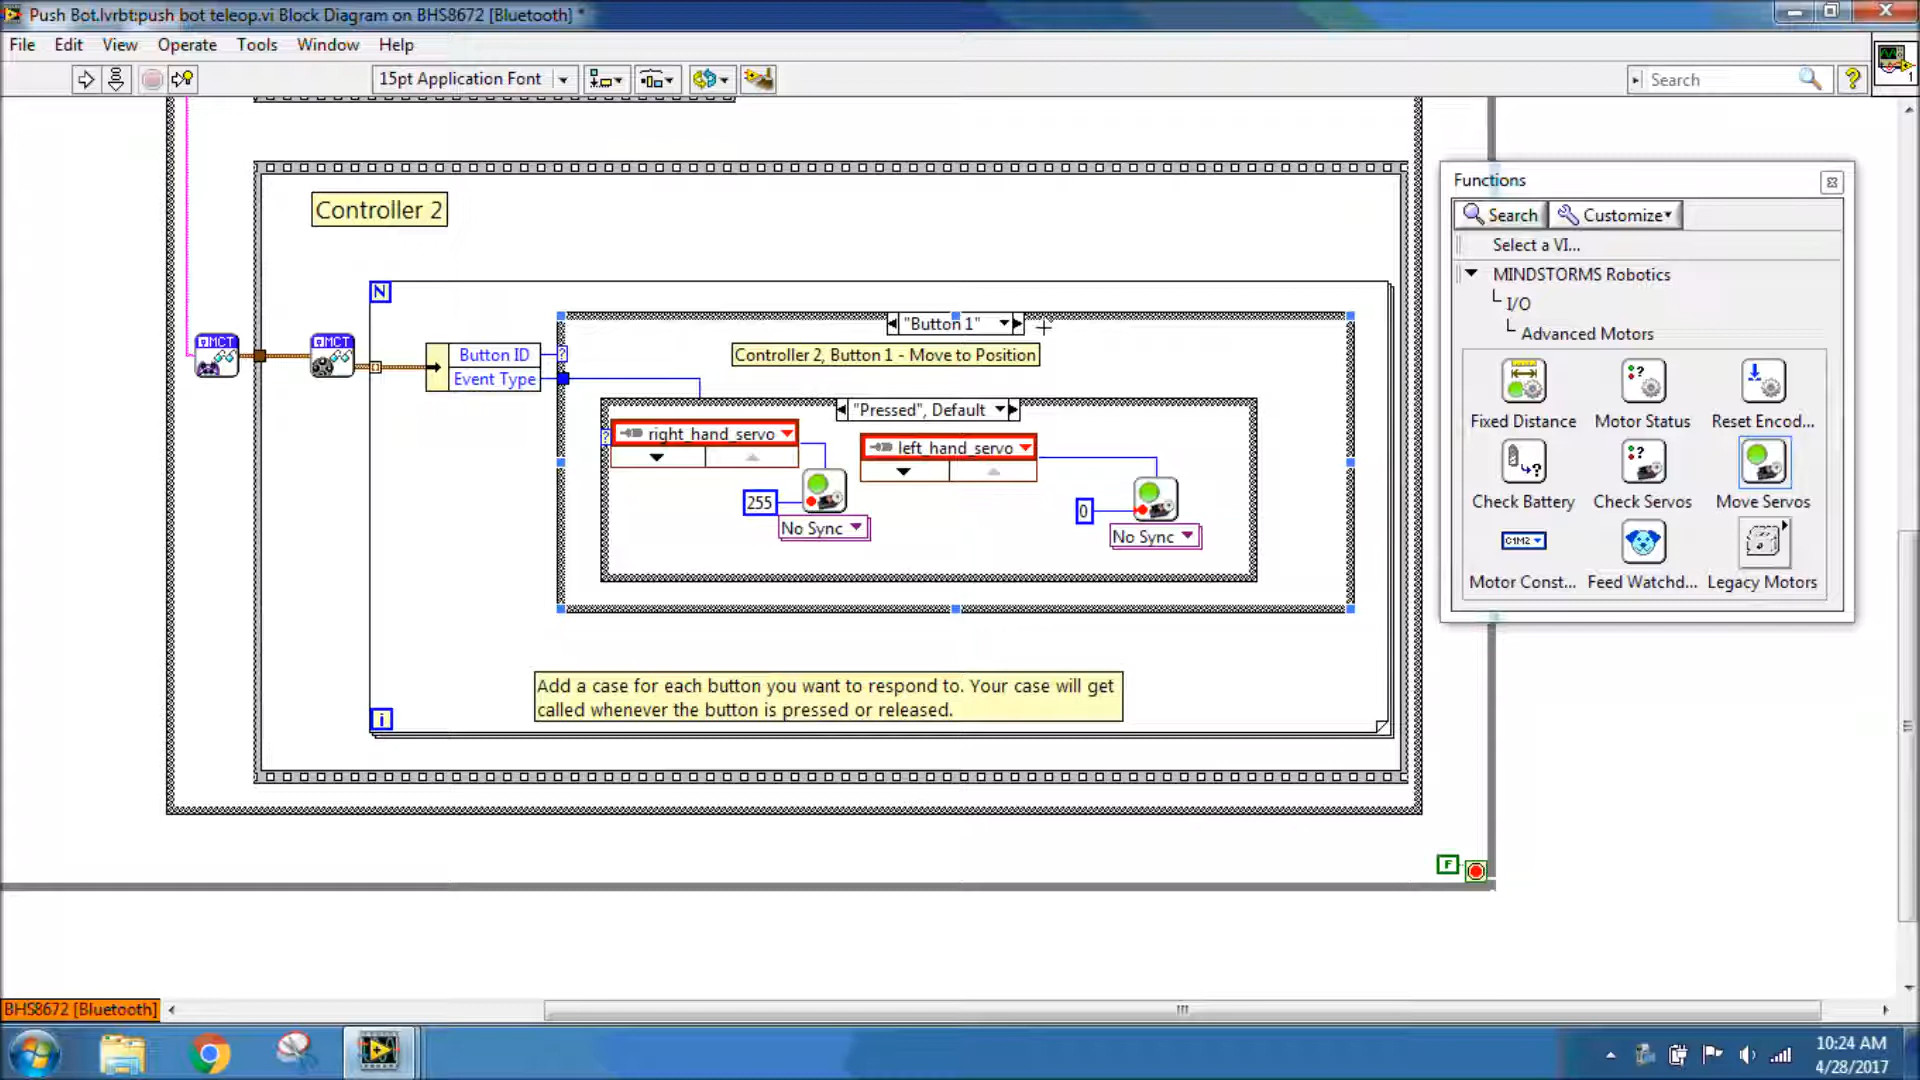 Push Bot.lvrbt:push bot teleop.vi Block Diagram on BHS8672 [Bluetooth] *
File Edit View Operate Tools Window Help
15pt Application Font
Search
?
1
Functions
Search Customize
Select a VI...
MINDSTORMS Robotics
I/O
Advanced Motors
Fixed Distance Motor Status Reset Encod...
Check Battery Check Servos Move Servos
C1M2
Motor Const... Feed Watchd... Legacy Motors
Controller 2
N
"Button 1"
Controller 2, Button 1 - Move to Position
MCT
MCT
Button ID
Event Type
?
"Pressed", Default
?
right_hand_servo
left_hand_servo
255
No Sync
0
No Sync
Add a case for each button you want to respond to. Your case will get
called whenever the button is pressed or released.
i
F
BHS8672 [Bluetooth]
10:24 AM
4/28/2017